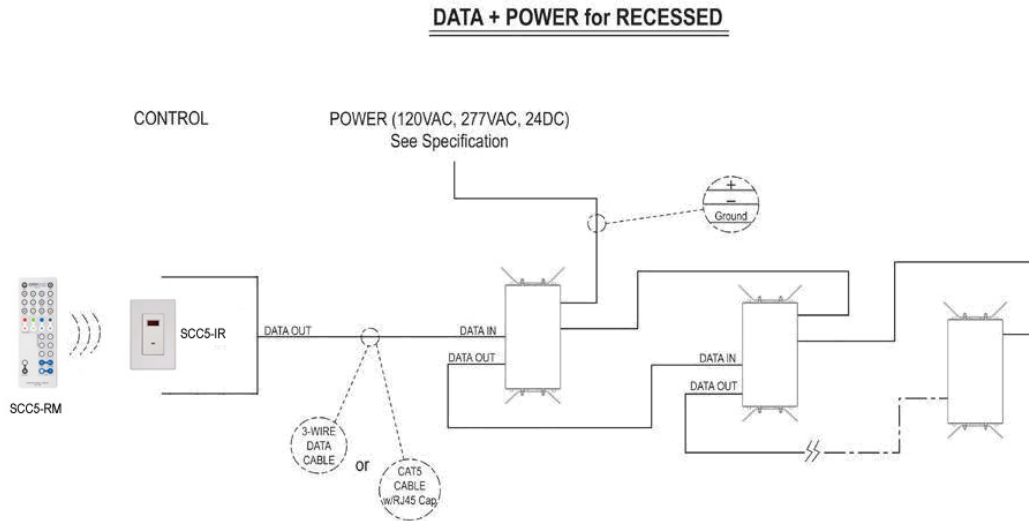 DATA + POWER for RECESSED
CONTROL
POWER (120VAC, 277VAC, 24DC)
See Specification
+
−
Ground
SCC5-IR
DATA OUT
DATA IN
DATA OUT
DATA IN
DATA OUT
SCC5-RM
3-WIRE
DATA
CABLE
or
CAT5
CABLE
w/RJ45 Cap